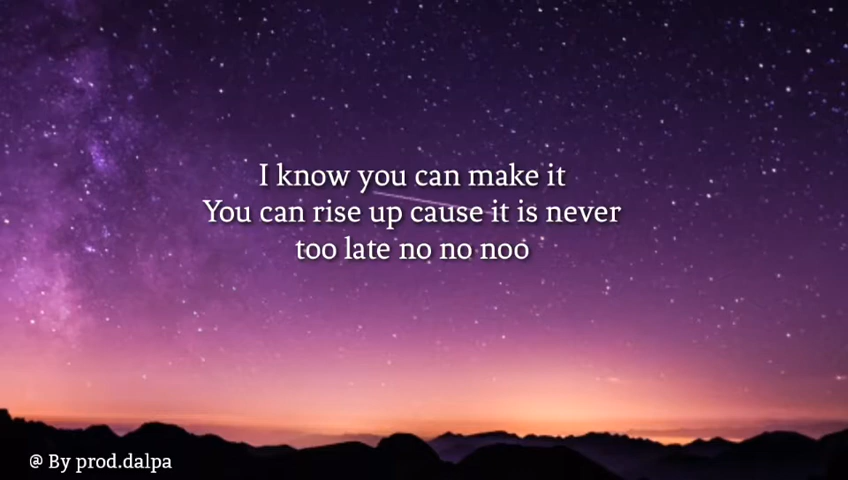 I know you can make it
You can rise up cause it is never
too late no no noo
@ By prod.dalpa